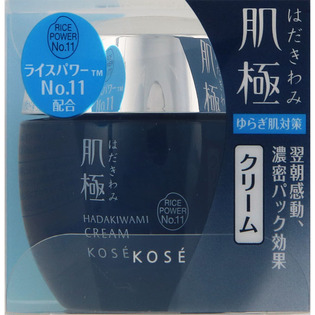 RICE
POWER
No.11
ライスパワー™
No.11
配合
はだきわみ
肌極
ゆらぎ肌対策
翌朝感動、
濃密パック効果
クリーム
はだきわみ
肌極
HADAKIWAMI
CREAM
KOSÉ KOSÉ
RICE
POWER
No.11